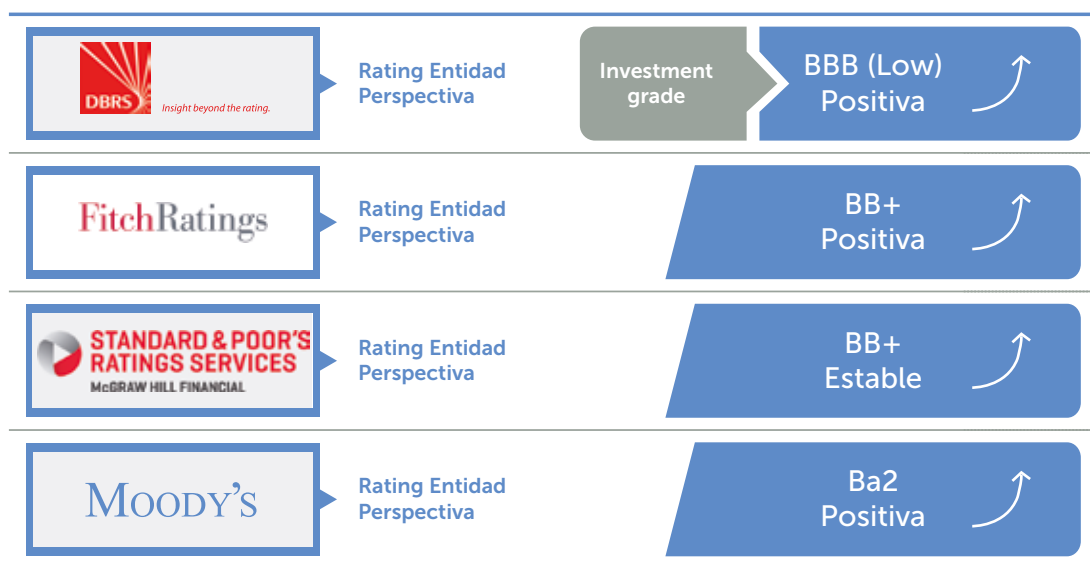 DBRS
Insight beyond the rating.
Rating Entidad
Perspectiva
Investment
grade
BBB (Low)
Positiva
FitchRatings
Rating Entidad
Perspectiva
BB+
Positiva
STANDARD & POOR'S
RATINGS SERVICES
McGRAW HILL FINANCIAL
Rating Entidad
Perspectiva
BB+
Estable
MOODY'S
Rating Entidad
Perspectiva
Ba2
Positiva